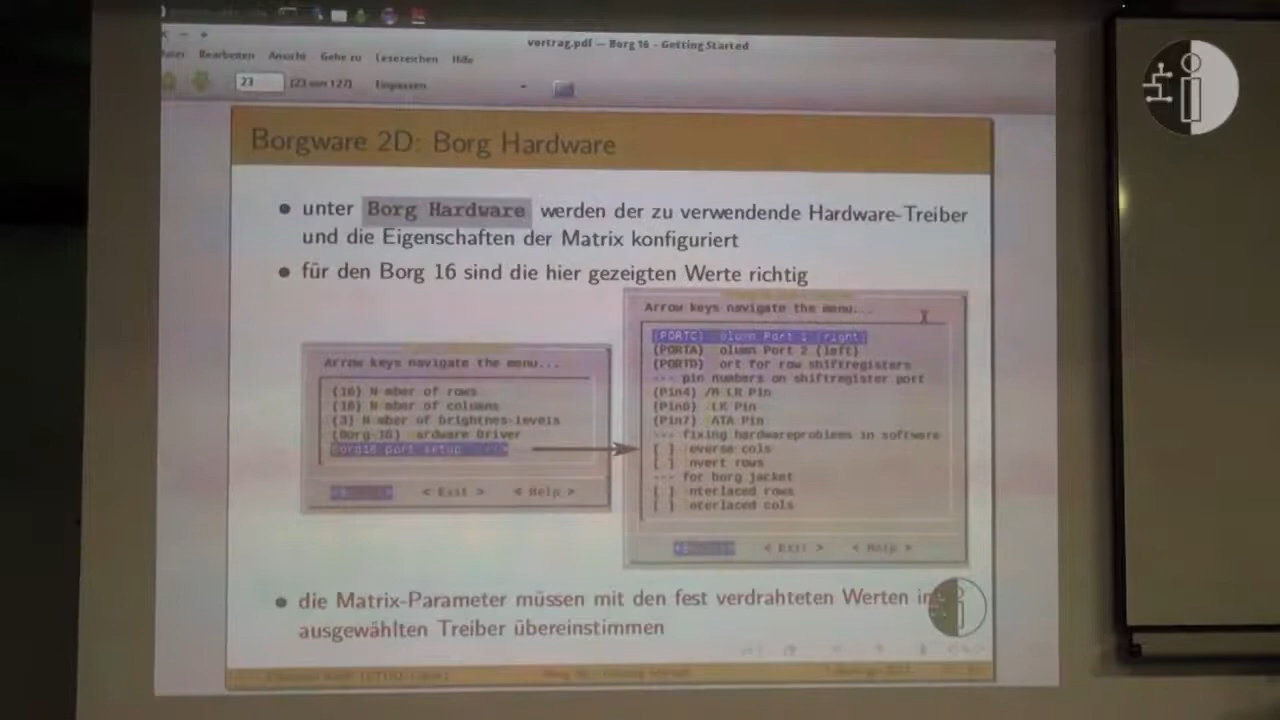 vortrag.pdf — Borg 16 - Getting Started
Bearbeiten Ansicht Gehe zu Lesezeichen Hilfe
23 (23 von 127) Einpassen
Borgware 2D: Borg Hardware
unter Borg Hardware werden der zu verwendende Hardware-Treiber
und die Eigenschaften der Matrix konfiguriert
für den Borg 16 sind die hier gezeigten Werte richtig
Arrow keys navigate the menu...
(16) N mber of rows
(16) N mber of columns
(3) N mber of brightnes-levels
(Borg-16) ardware Driver
Borg16 port setup
< Exit > < Help >
Arrow keys navigate the menu...
(PORTC) olumn Port 1 (right)
(PORTA) olumn Port 2 (left)
(PORTD) ort for row shiftregisters
--- pin numbers on shiftregister port
(Pin4) /M LR Pin
(Pin6) LK Pin
(Pin7) ATA Pin
--- fixing hardwareproblems in software
[ ] everse cols
[ ] nvert rows
--- for borg jacket
[ ] nterlaced rows
[ ] nterlaced cols
< Exit > < Help >
die Matrix-Parameter müssen mit den fest verdrahteten Werten im
ausgewählten Treiber übereinstimmen